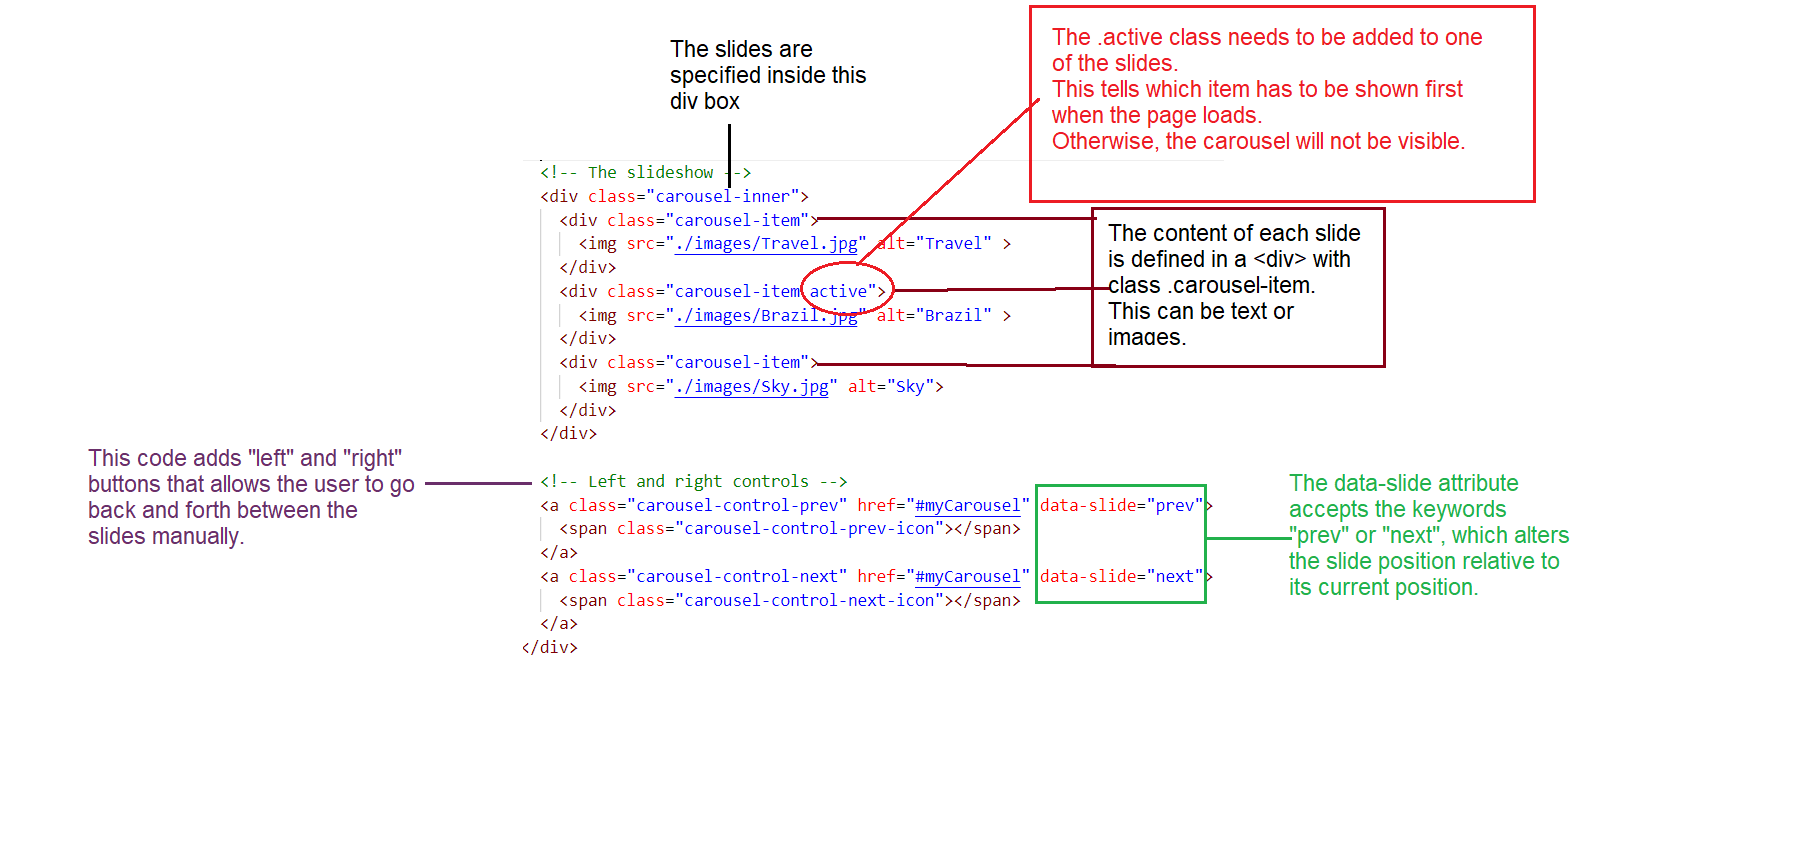 The slides are
specified inside this
div box
The .active class needs to be added to one
of the slides.
This tells which item has to be shown first
when the page loads.
Otherwise, the carousel will not be visible.
<!-- The slideshow -->
<div class="carousel-inner">
<div class="carousel-item">
<img src="./images/Travel.jpg" alt="Travel" >
</div>
<div class="carousel-item active">
<img src="./images/Brazil.jpg" alt="Brazil" >
</div>
<div class="carousel-item">
<img src="./images/Sky.jpg" alt="Sky">
</div>
</div>
The content of each slide
is defined in a <div> with
class .carousel-item.
This can be text or
images.
This code adds "left" and "right"
buttons that allows the user to go
back and forth between the
slides manually.
<!-- Left and right controls -->
<a class="carousel-control-prev" href="#myCarousel" data-slide="prev">
<span class="carousel-control-prev-icon"></span>
</a>
<a class="carousel-control-next" href="#myCarousel" data-slide="next">
<span class="carousel-control-next-icon"></span>
</a>
</div>
The data-slide attribute
accepts the keywords
"prev" or "next", which alters
the slide position relative to
its current position.